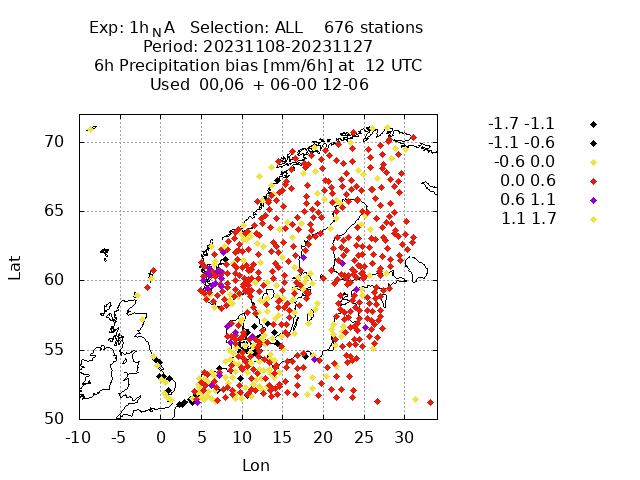 Exp: 1h_N A   Selection: ALL    676 stations
Period: 20231108-20231127
6h Precipitation bias [mm/6h] at  12 UTC
Used 00,06  + 06-00 12-06
-1.7 -1.1
-1.1 -0.6
-0.6 0.0
0.0 0.6
0.6 1.1
1.1 1.7
70
65
60
55
50
Lat
-10 -5 0 5 10 15 20 25 30
Lon